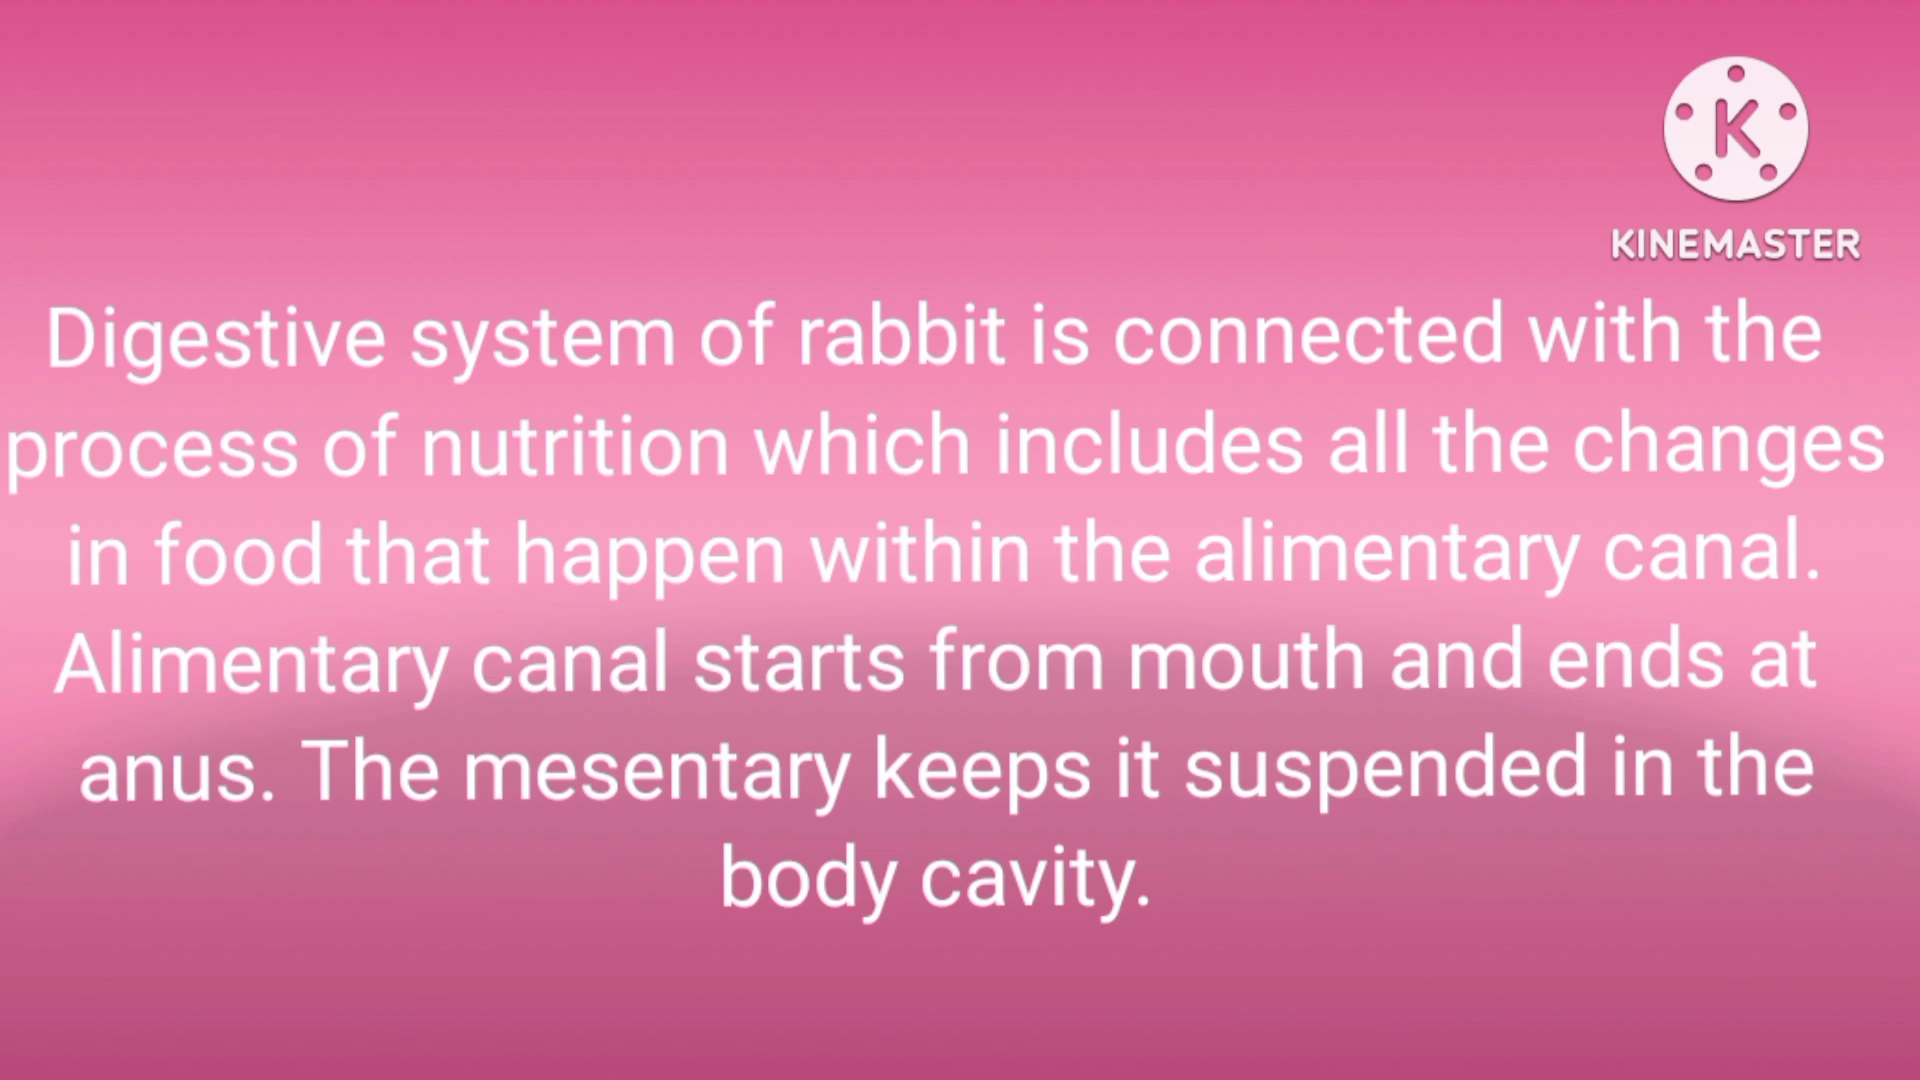 K
KINEMASTER
Digestive system of rabbit is connected with the
process of nutrition which includes all the changes
in food that happen within the alimentary canal.
Alimentary canal starts from mouth and ends at
anus. The mesentary keeps it suspended in the
body cavity.